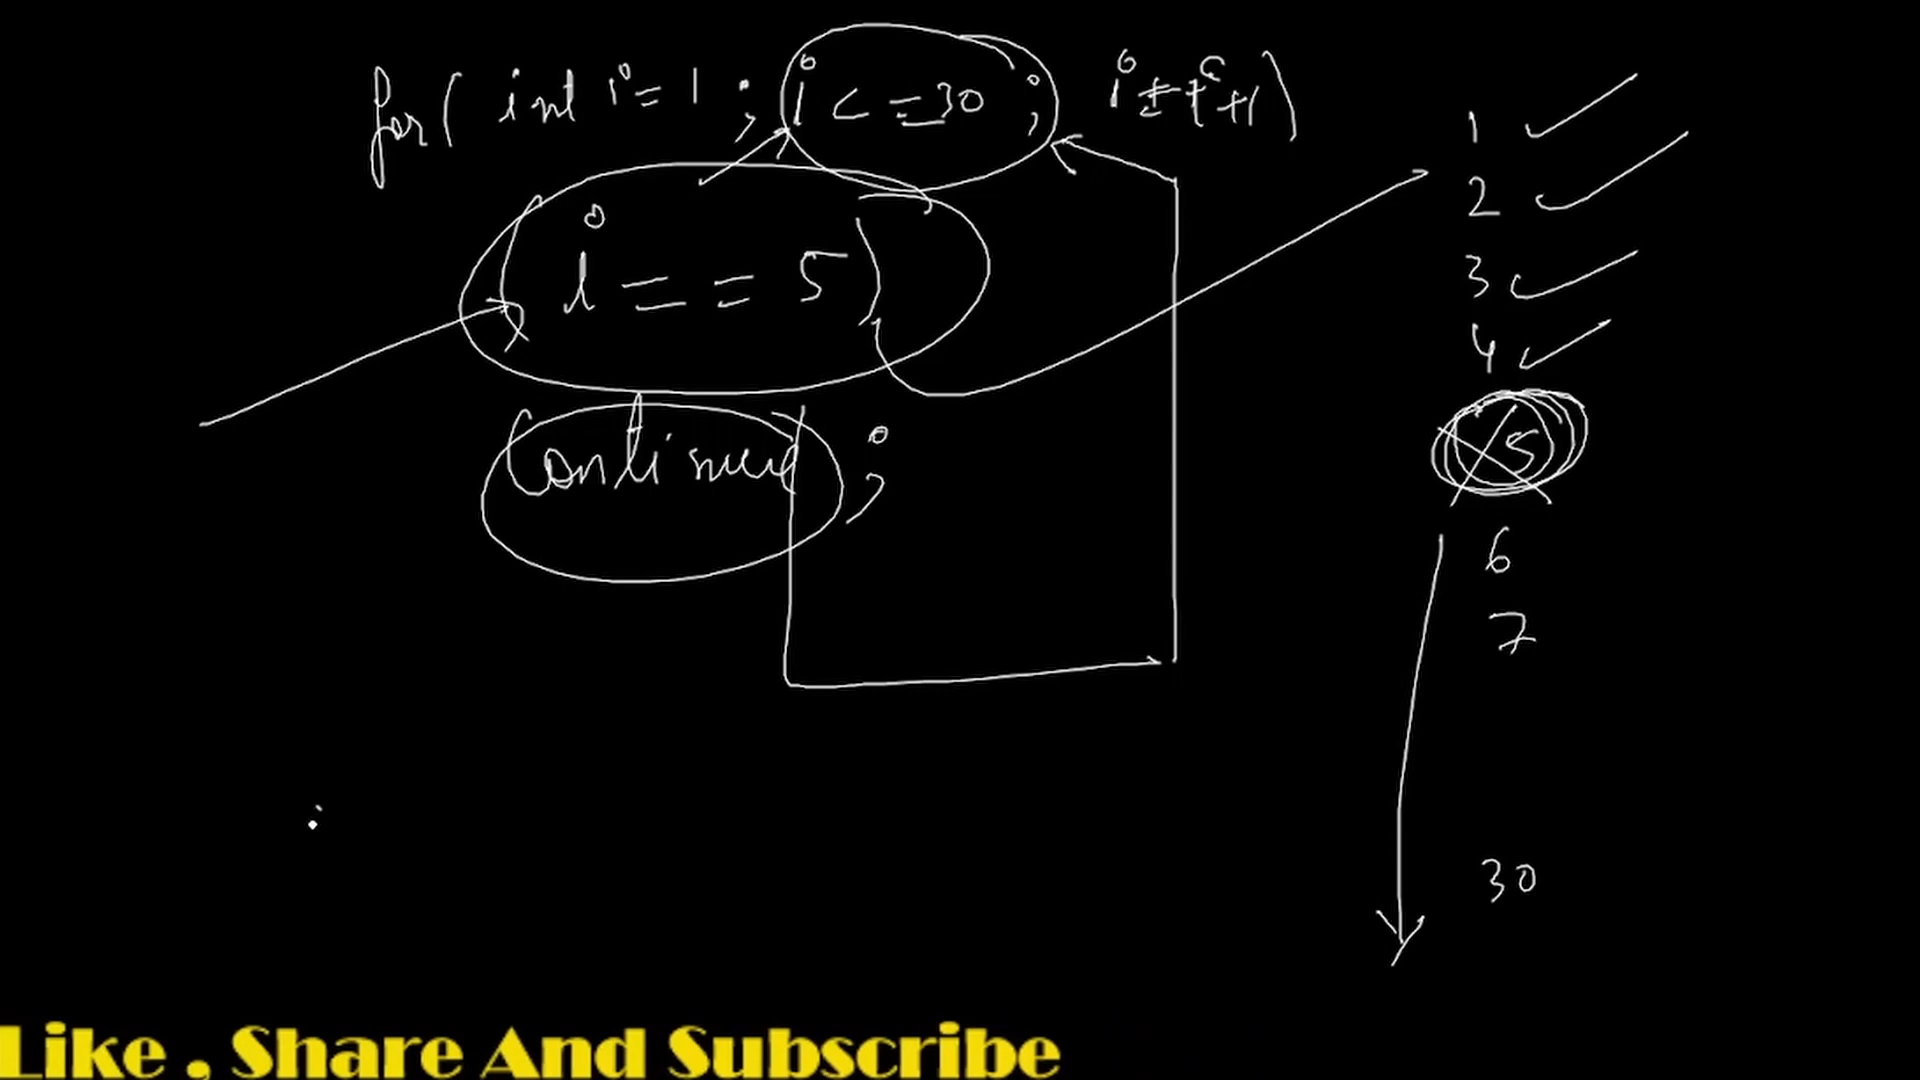 for( int i=1 ; i<=30 ; i=i+1)
(i==5)
continue ;
1
2
3
4
5
6
7
30
Like , Share And Subscribe